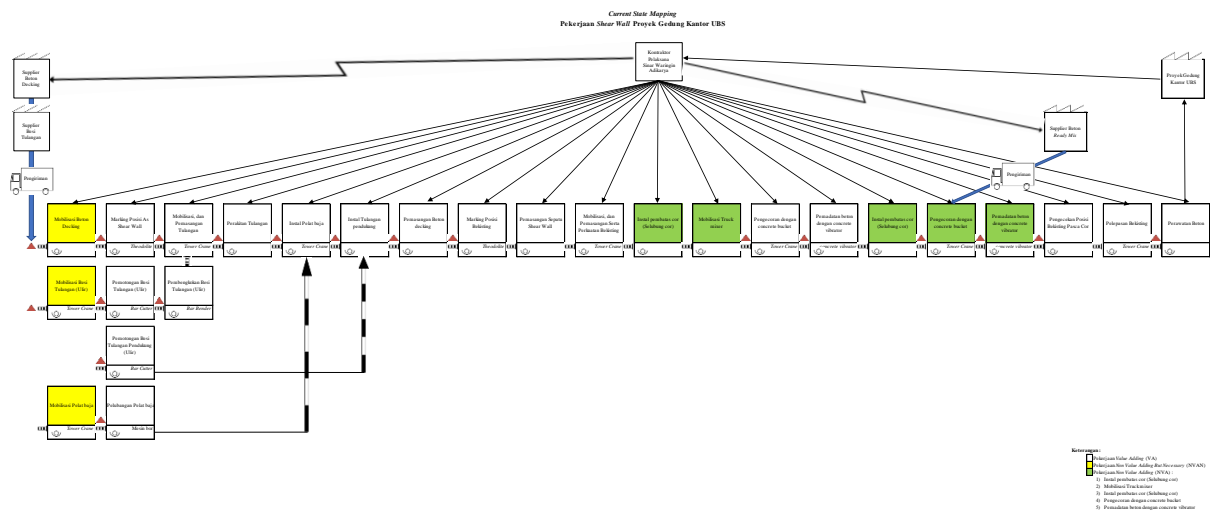 Current State Mapping
Pekerjaan Shear Wall Proyek Gedung Kantor UBS
Kontraktor
Pelaksana
Sinar Waringin
Adikarya
Supplier
Beton
Decking
Proyek Gedung
Kantor UBS
Supplier
Besi
Tulangan
Supplier Beton
Ready Mix
Pengiriman
Pengiriman
Mobilisasi Beton
Decking
Marking Posisi As
Shear Wall
Theodolite
Mobilisasi, dan
Pemasangan
Tulangan
Tower Crane
Perakitan Tulangan
Instal Pelat baja
Tower Crane
Instal Tulangan
pendukung
Pemasangan Beton
decking
Marking Posisi
Bekisting
Theodolite
Pemasangan Sepatu
Shear Wall
Mobilisasi, dan
Pemasangan Serta
Perkuatan Bekisting
Tower Crane
Instal pembatas cor
(Selubung cor)
Mobilisasi Truck
mixer
Pengecoran dengan
concrete bucket
Tower Crane
Pemadatan beton
dengan concrete
vibrator
concrete vibrator
Instal pembatas cor
(Selubung cor)
Pengecoran dengan
concrete bucket
Tower Crane
Pemadatan beton
dengan concrete
vibrator
concrete vibrator
Pengecekan Posisi
Bekisting Pasca Cor
Pelepasan Bekisting
Tower Crane
Perawatan Beton
Mobilisasi Besi
Tulangan (Ulir)
Tower Crane
Pemotongan Besi
Tulangan (Ulir)
Bar Cutter
Pembengkokan Besi
Tulangan (Ulir)
Bar Bender
Pemotongan Besi
Tulangan Pendukung
(Ulir)
Bar Cutter
Mobilisasi Pelat baja
Tower Crane
Pelubangan Pelat baja
Mesin bor
Keterangan :
Pekerjaan Value Adding (VA)
Pekerjaan Non Value Adding But Necessary (NVAN)
Pekerjaan Non Value Adding (NVA) :
1) Instal pembatas cor (Selubung cor)
2) Mobilisasi Truck mixer
3) Instal pembatas cor (Selubung cor)
4) Pengecoran dengan concrete bucket
5) Pemadatan beton dengan concrete vibrator